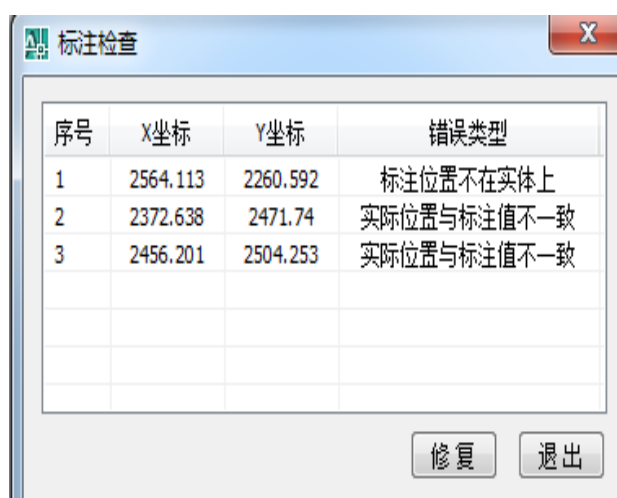 标注检查
序号 X坐标 Y坐标 错误类型
1 2564.113 2260.592 标注位置不在实体上
2 2372.638 2471.74 实际位置与标注值不一致
3 2456.201 2504.253 实际位置与标注值不一致
修复 退出